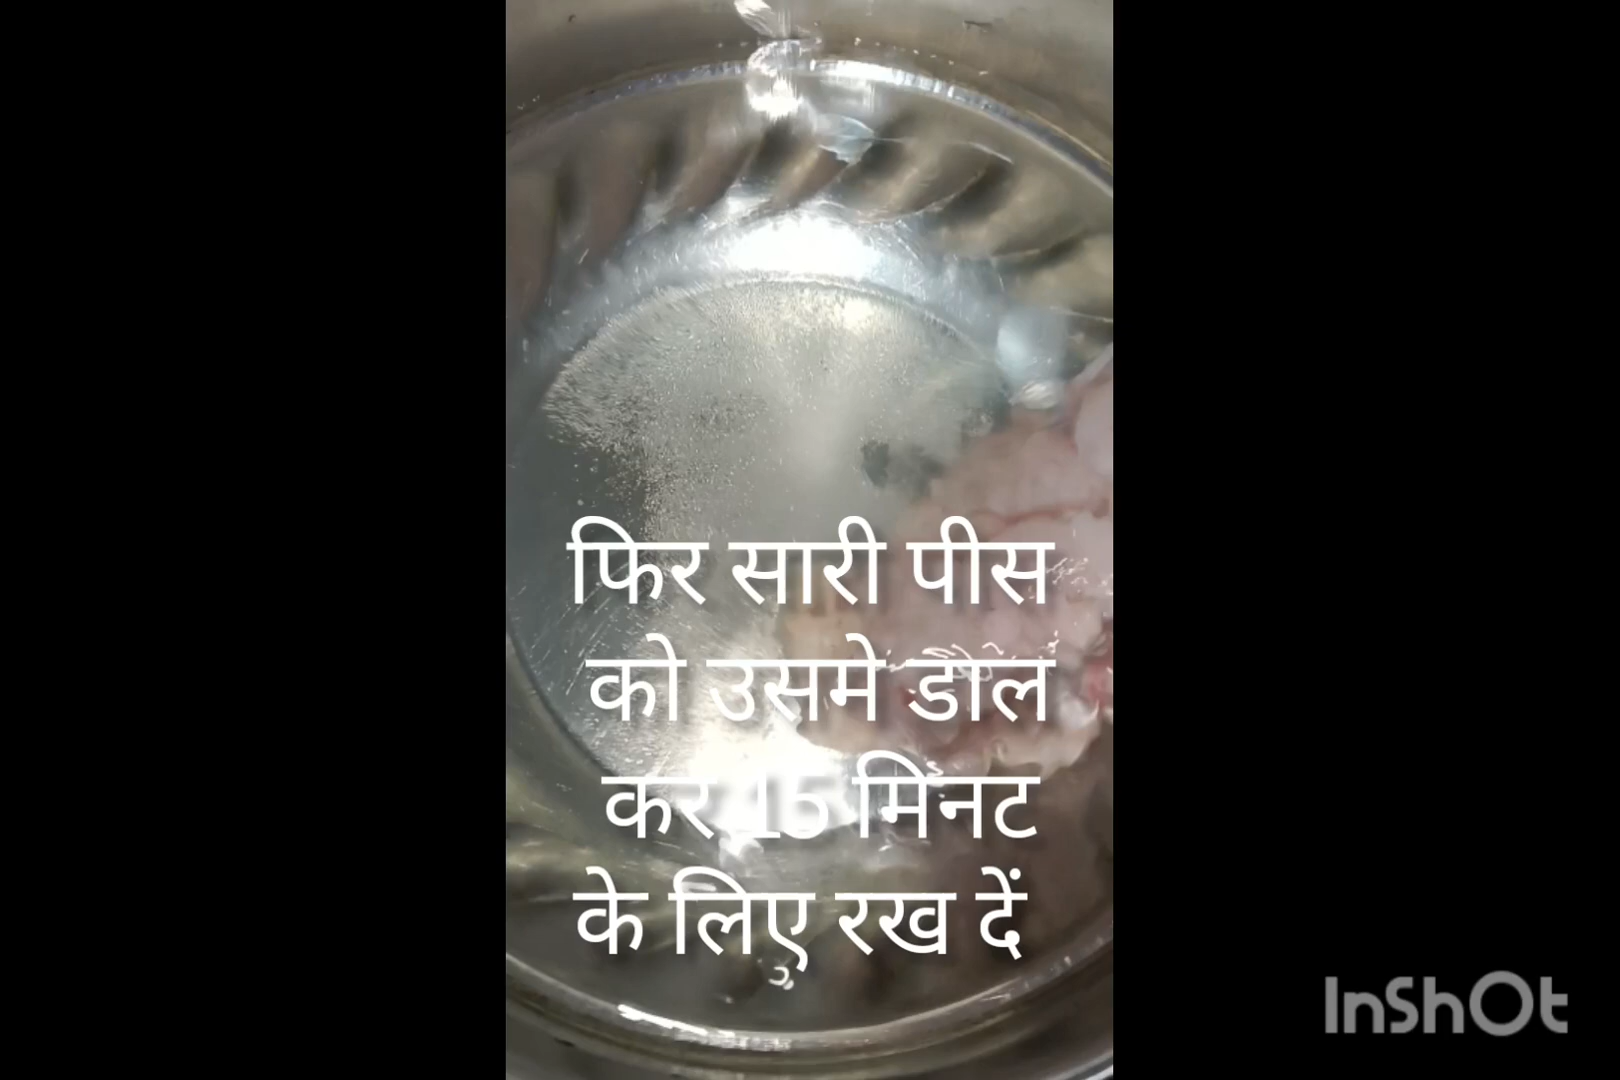 फिर सारी पीस
को उसमे डाल
कर 15 मिनट
के लिए रख दें
InShOt